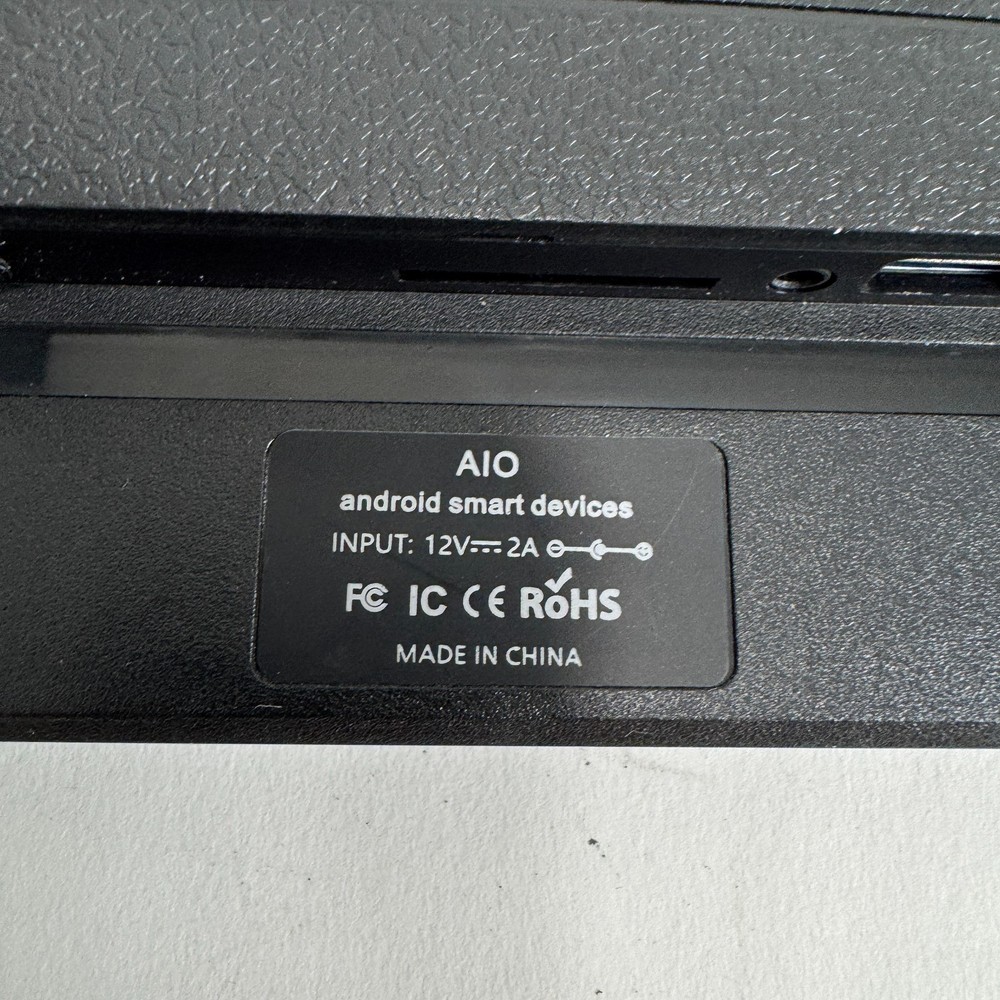 AIO
android smart devices
INPUT: 12V⎓2A
FC IC CE RoHS
MADE IN CHINA